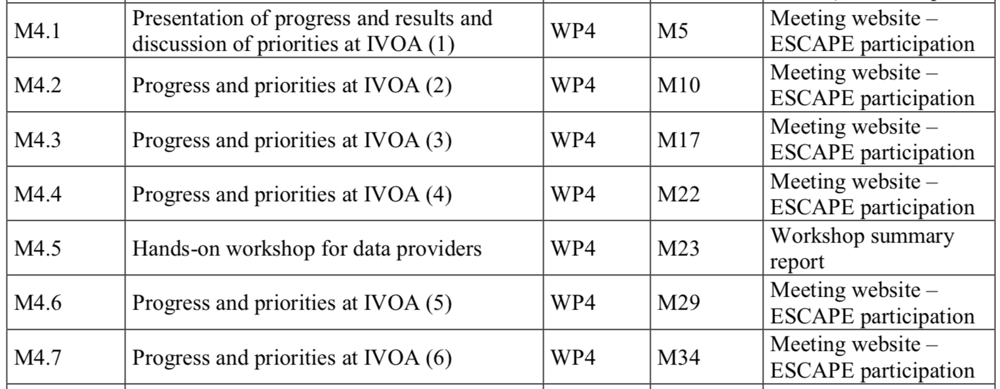 M4.1 Presentation of progress and results and discussion of priorities at IVOA (1) WP4 M5 Meeting website – ESCAPE participation
M4.2 Progress and priorities at IVOA (2) WP4 M10 Meeting website – ESCAPE participation
M4.3 Progress and priorities at IVOA (3) WP4 M17 Meeting website – ESCAPE participation
M4.4 Progress and priorities at IVOA (4) WP4 M22 Meeting website – ESCAPE participation
M4.5 Hands-on workshop for data providers WP4 M23 Workshop summary report
M4.6 Progress and priorities at IVOA (5) WP4 M29 Meeting website – ESCAPE participation
M4.7 Progress and priorities at IVOA (6) WP4 M34 Meeting website – ESCAPE participation